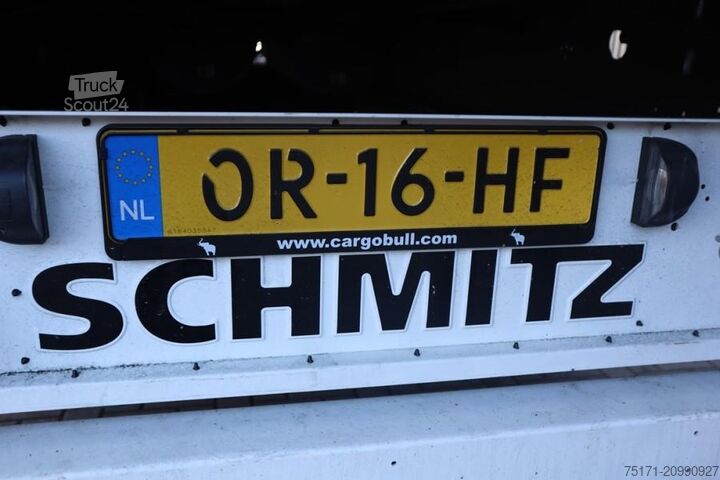 Truck
Scout24
NL
OR-16-HF
www.cargobull.com
SCHMITZ
75171-20990927